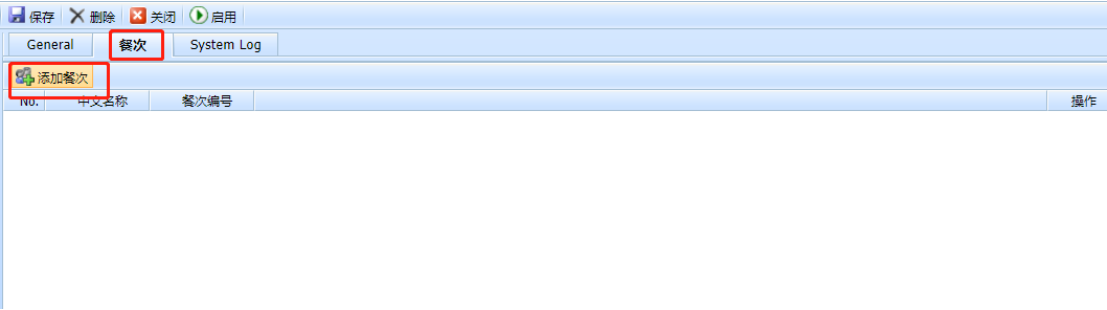 保存 删除 关闭 启用
General 餐次 System Log
添加餐次
No. 中文名称 餐次编号 操作